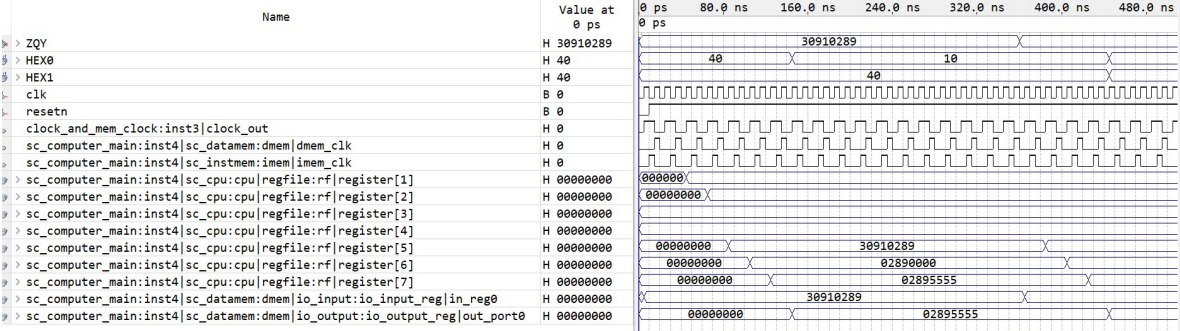 Name Value at 0 ps 0 ps 80.0 ns 160.0 ns 240.0 ns 320.0 ns 400.0 ns 480.0 ns
0 ps
ZQY H 30910289 30910289
HEX0 H 40 40 10
HEX1 H 40 40
clk B 0
resetn B 0
clock_and_mem_clock:inst3|clock_out H 0
sc_computer_main:inst4|sc_datamem:dmem|dmem_clk H 0
sc_computer_main:inst4|sc_instmem:imem|imem_clk H 0
sc_computer_main:inst4|sc_cpu:cpu|regfile:rf|register[1] H 00000000 000000
sc_computer_main:inst4|sc_cpu:cpu|regfile:rf|register[2] H 00000000 00000000
sc_computer_main:inst4|sc_cpu:cpu|regfile:rf|register[3] H 00000000
sc_computer_main:inst4|sc_cpu:cpu|regfile:rf|register[4] H 00000000
sc_computer_main:inst4|sc_cpu:cpu|regfile:rf|register[5] H 00000000 00000000 30910289
sc_computer_main:inst4|sc_cpu:cpu|regfile:rf|register[6] H 00000000 00000000 02890000
sc_computer_main:inst4|sc_cpu:cpu|regfile:rf|register[7] H 00000000 00000000 02895555
sc_computer_main:inst4|sc_datamem:dmem|io_input:io_input_reg|in_reg0 H 00000000 30910289
sc_computer_main:inst4|sc_datamem:dmem|io_output:io_output_reg|out_port0 H 00000000 00000000 02895555